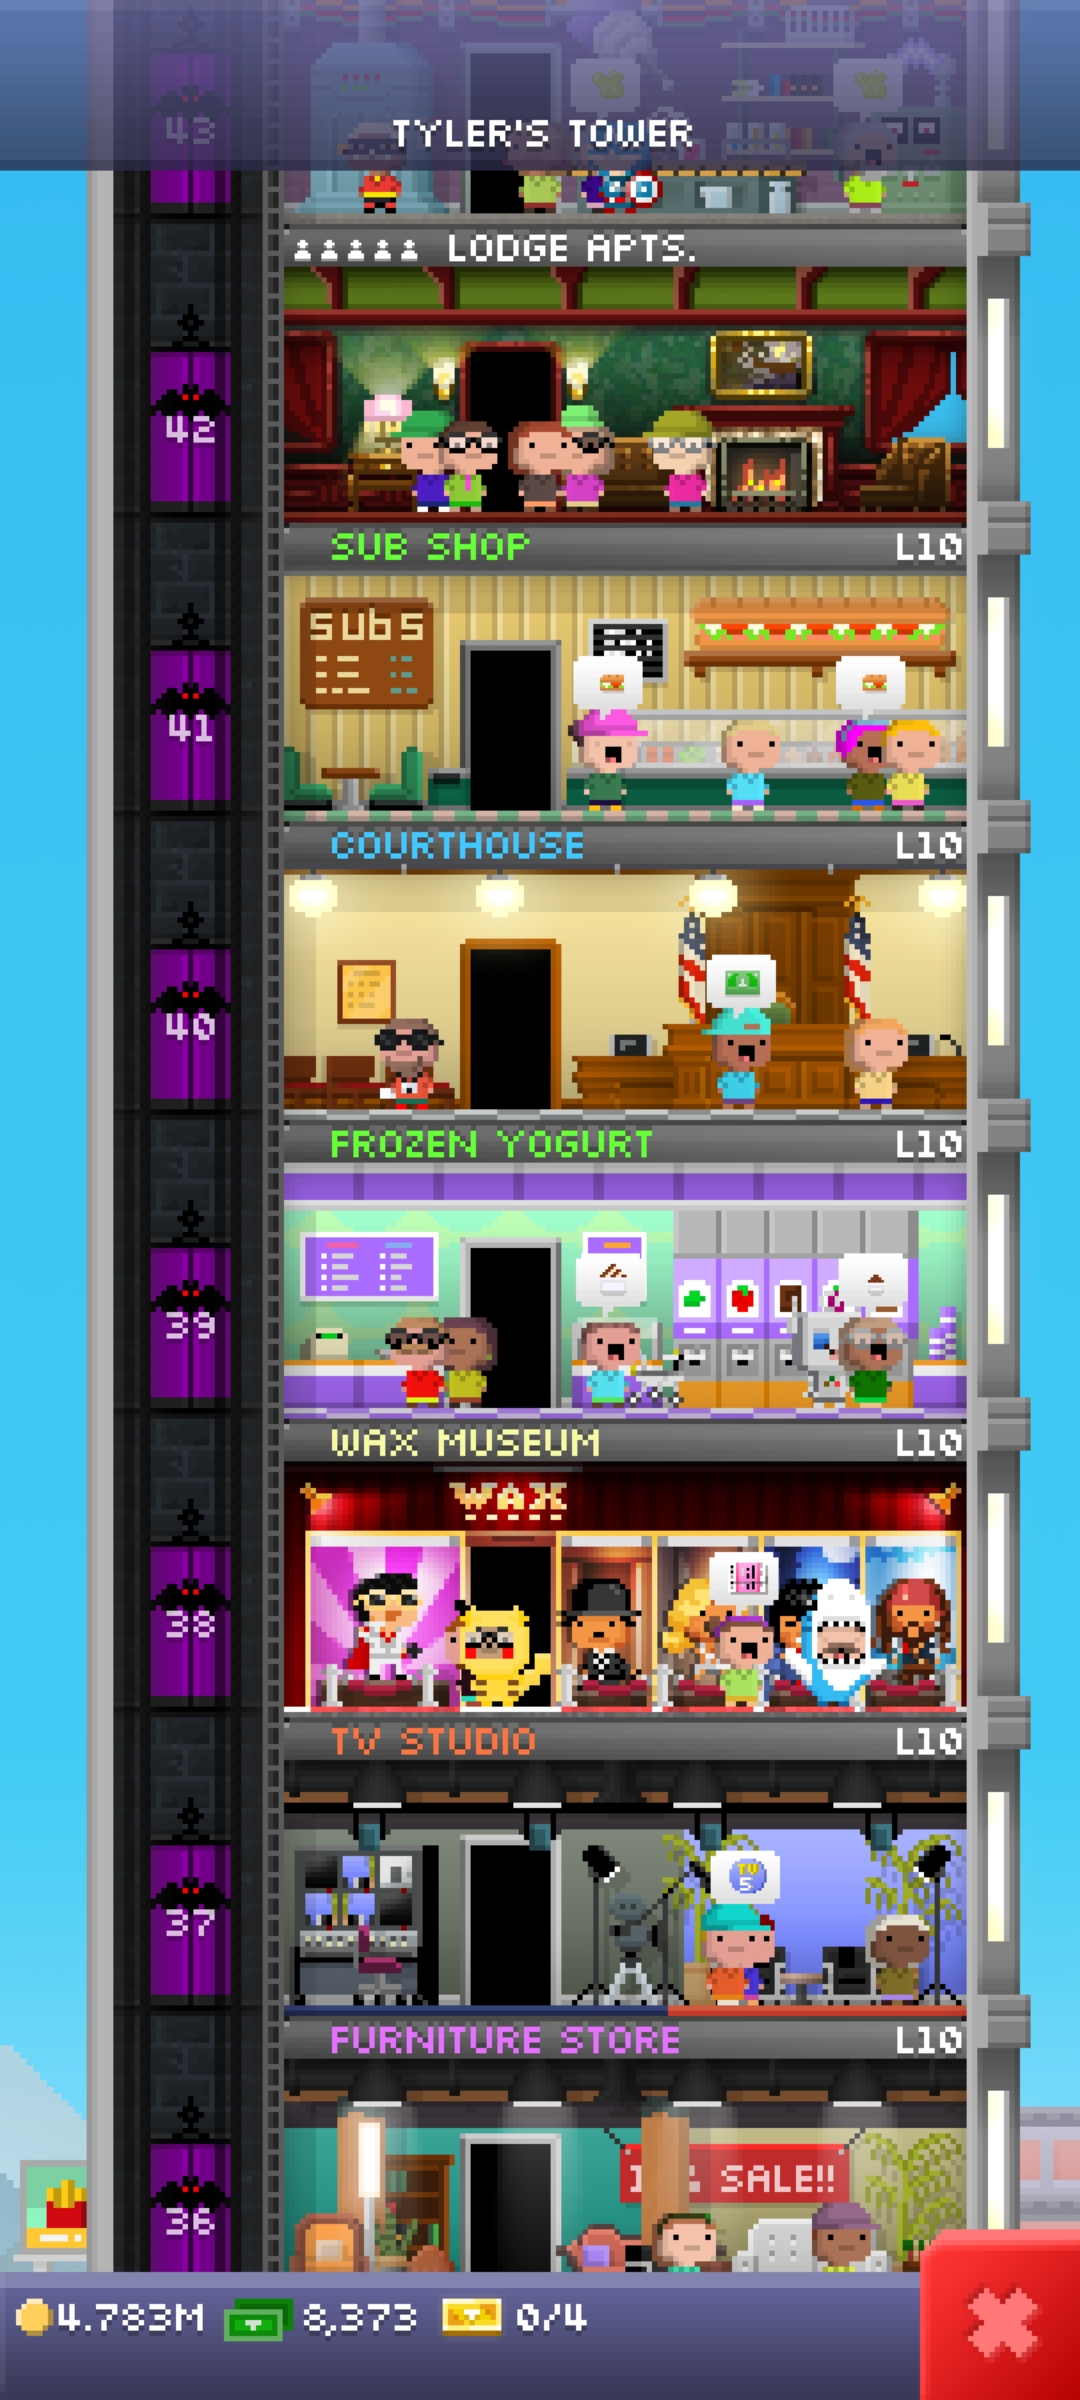 43
TYLER'S TOWER
LODGE APTS.
42
SUB SHOP L10
subs
41
COURTHOUSE L10
40
FROZEN YOGURT L10
39
WAX MUSEUM L10
WAX
38
TV STUDIO L10
TV
5
37
FURNITURE STORE L10
SALE!!
36
4.783M 8,373 0/4